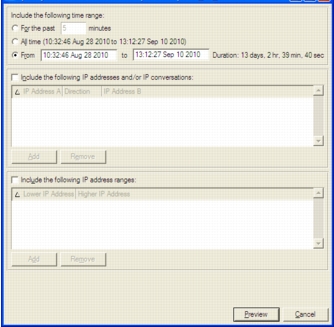 Include the following time range:
For the past 5 minutes
All time (10:32:46 Aug 28 2010 to 13:12:27 Sep 10 2010)
From 10:32:46 Aug 28 2010 to 13:12:27 Sep 10 2010 Duration: 13 days, 2 hr, 39 min, 40 sec
Include the following IP addresses and/or IP conversations:
IP Address A Direction IP Address B
Add Remove
Include the following IP address ranges:
Lower IP Address Higher IP Address
Add Remove
Preview Cancel